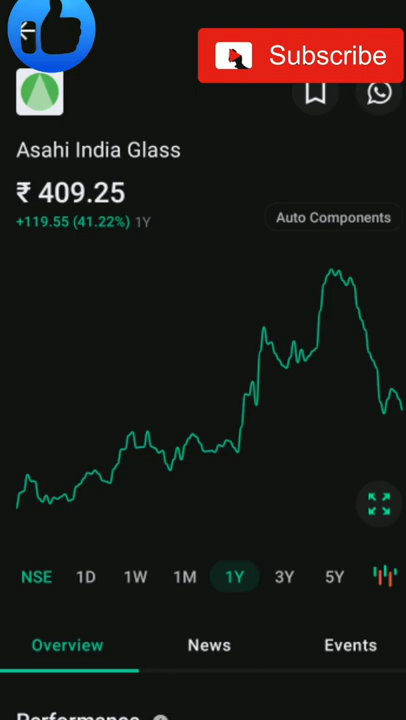 Subscribe
Asahi India Glass
₹ 409.25
+119.55 (41.22%) 1Y
Auto Components
NSE 1D 1W 1M 1Y 3Y 5Y
Overview News Events
Performance